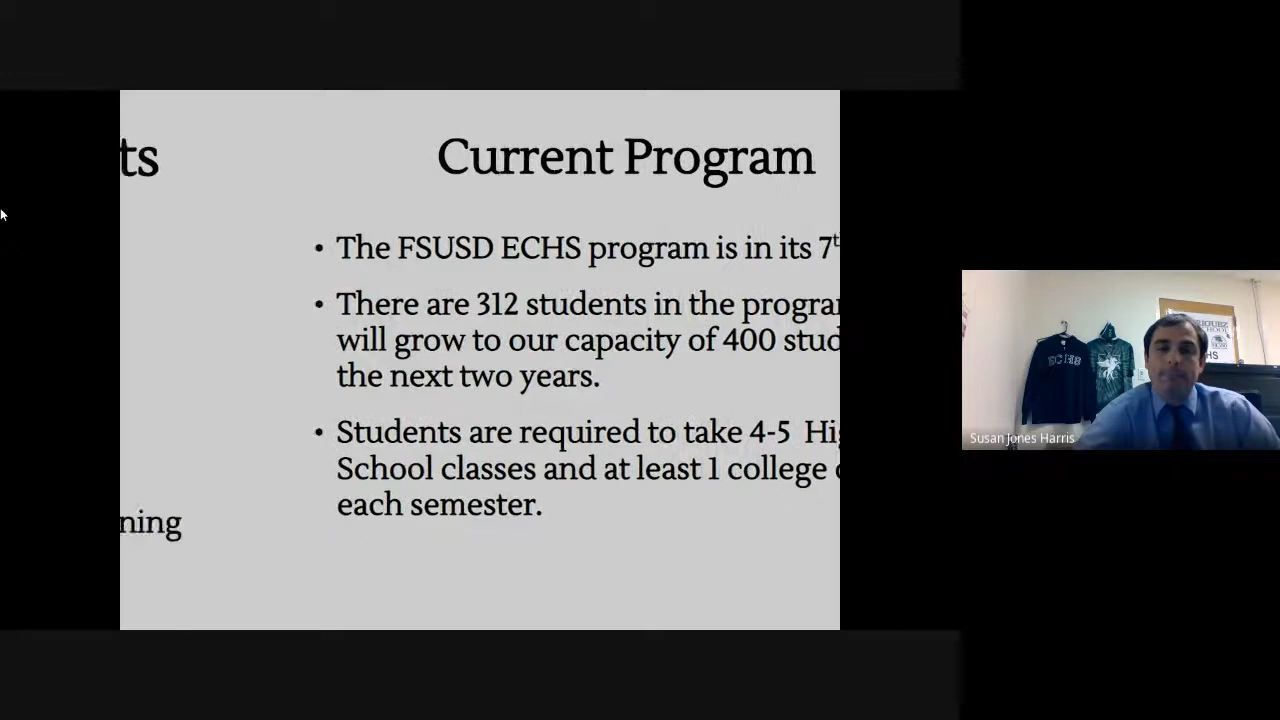 ts
Current Program
• The FSUSD ECHS program is in its 7t
• There are 312 students in the progra
will grow to our capacity of 400 stud
the next two years.
• Students are required to take 4-5 Hi
School classes and at least 1 college
each semester.
ning
ECHS
Susan Jones Harris